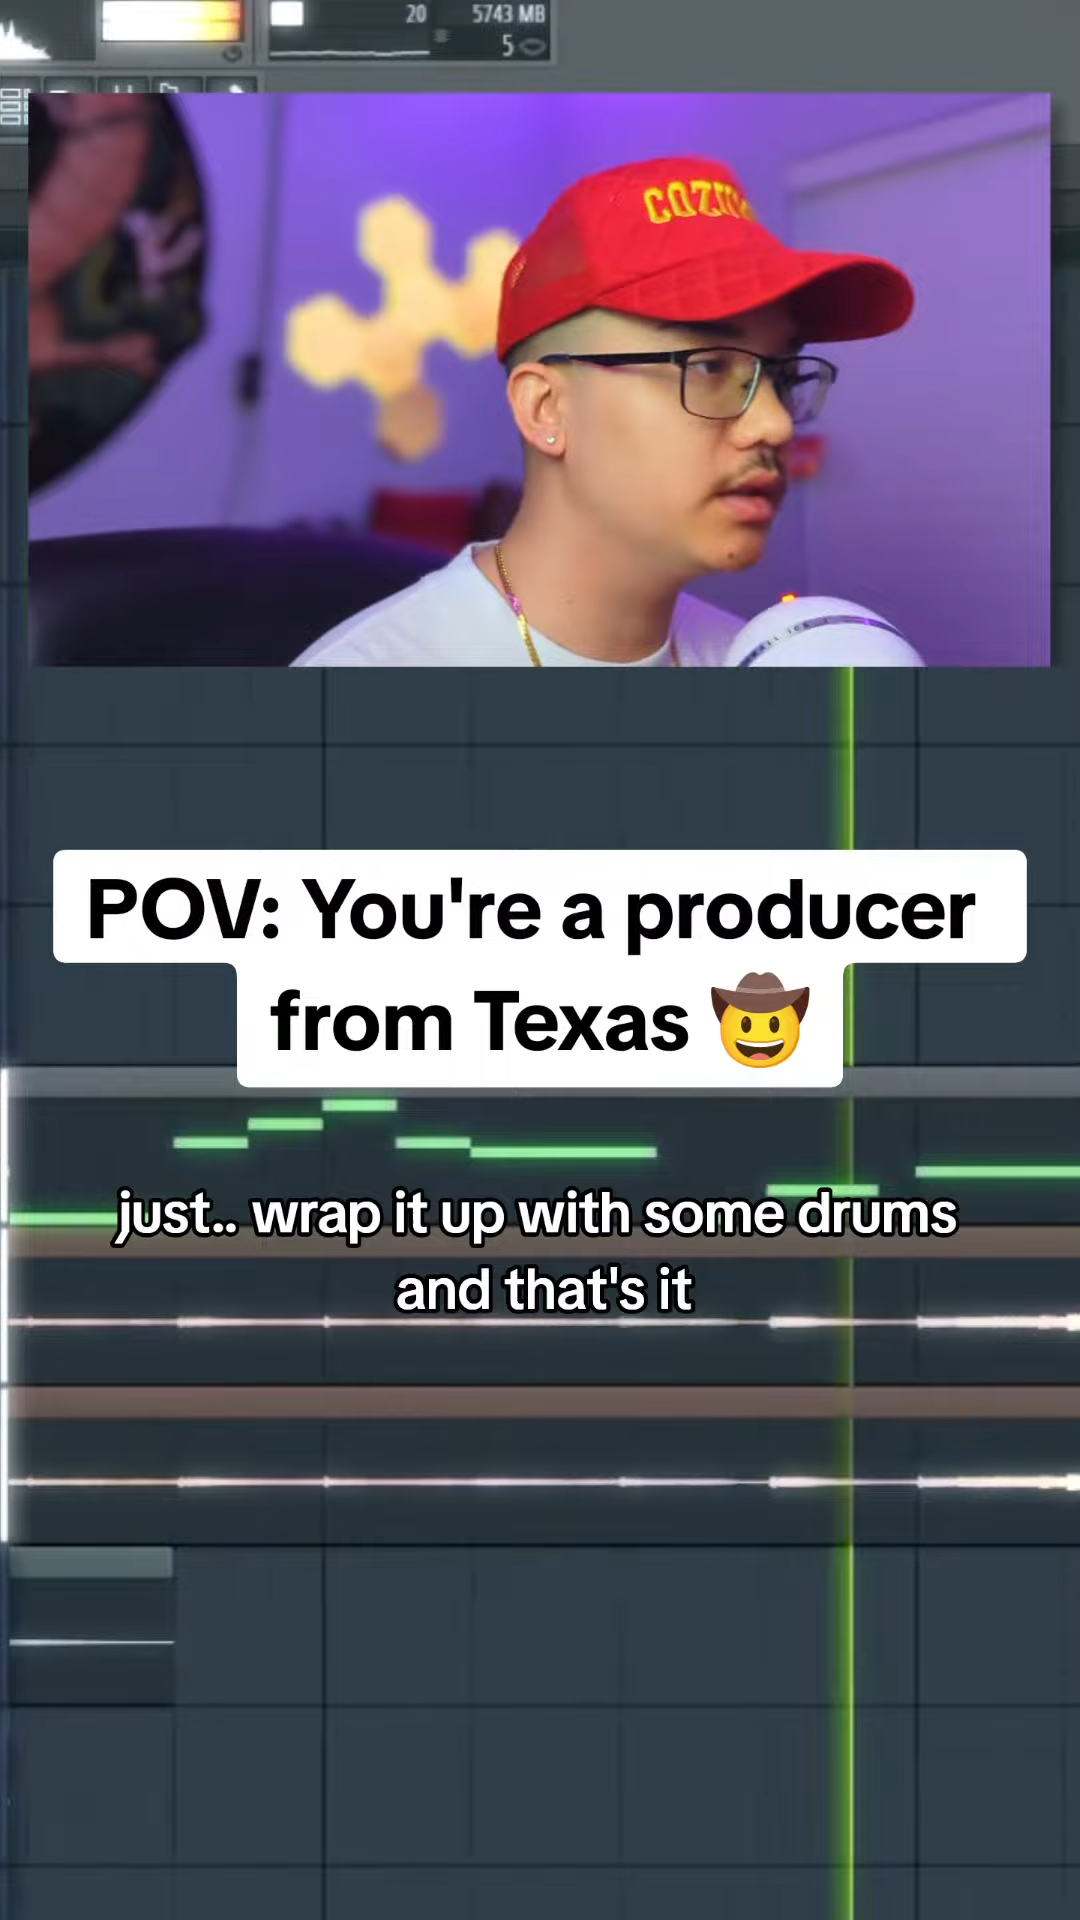 20 5743 MB
5
POV: You're a producer
from Texas 🤠
just.. wrap it up with some drums
and that's it